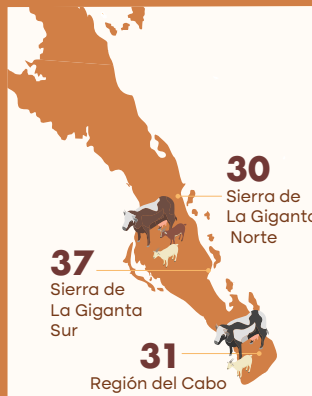 30
Sierra de
La Giganta
Norte
37
Sierra de
La Giganta
Sur
31
Región del Cabo